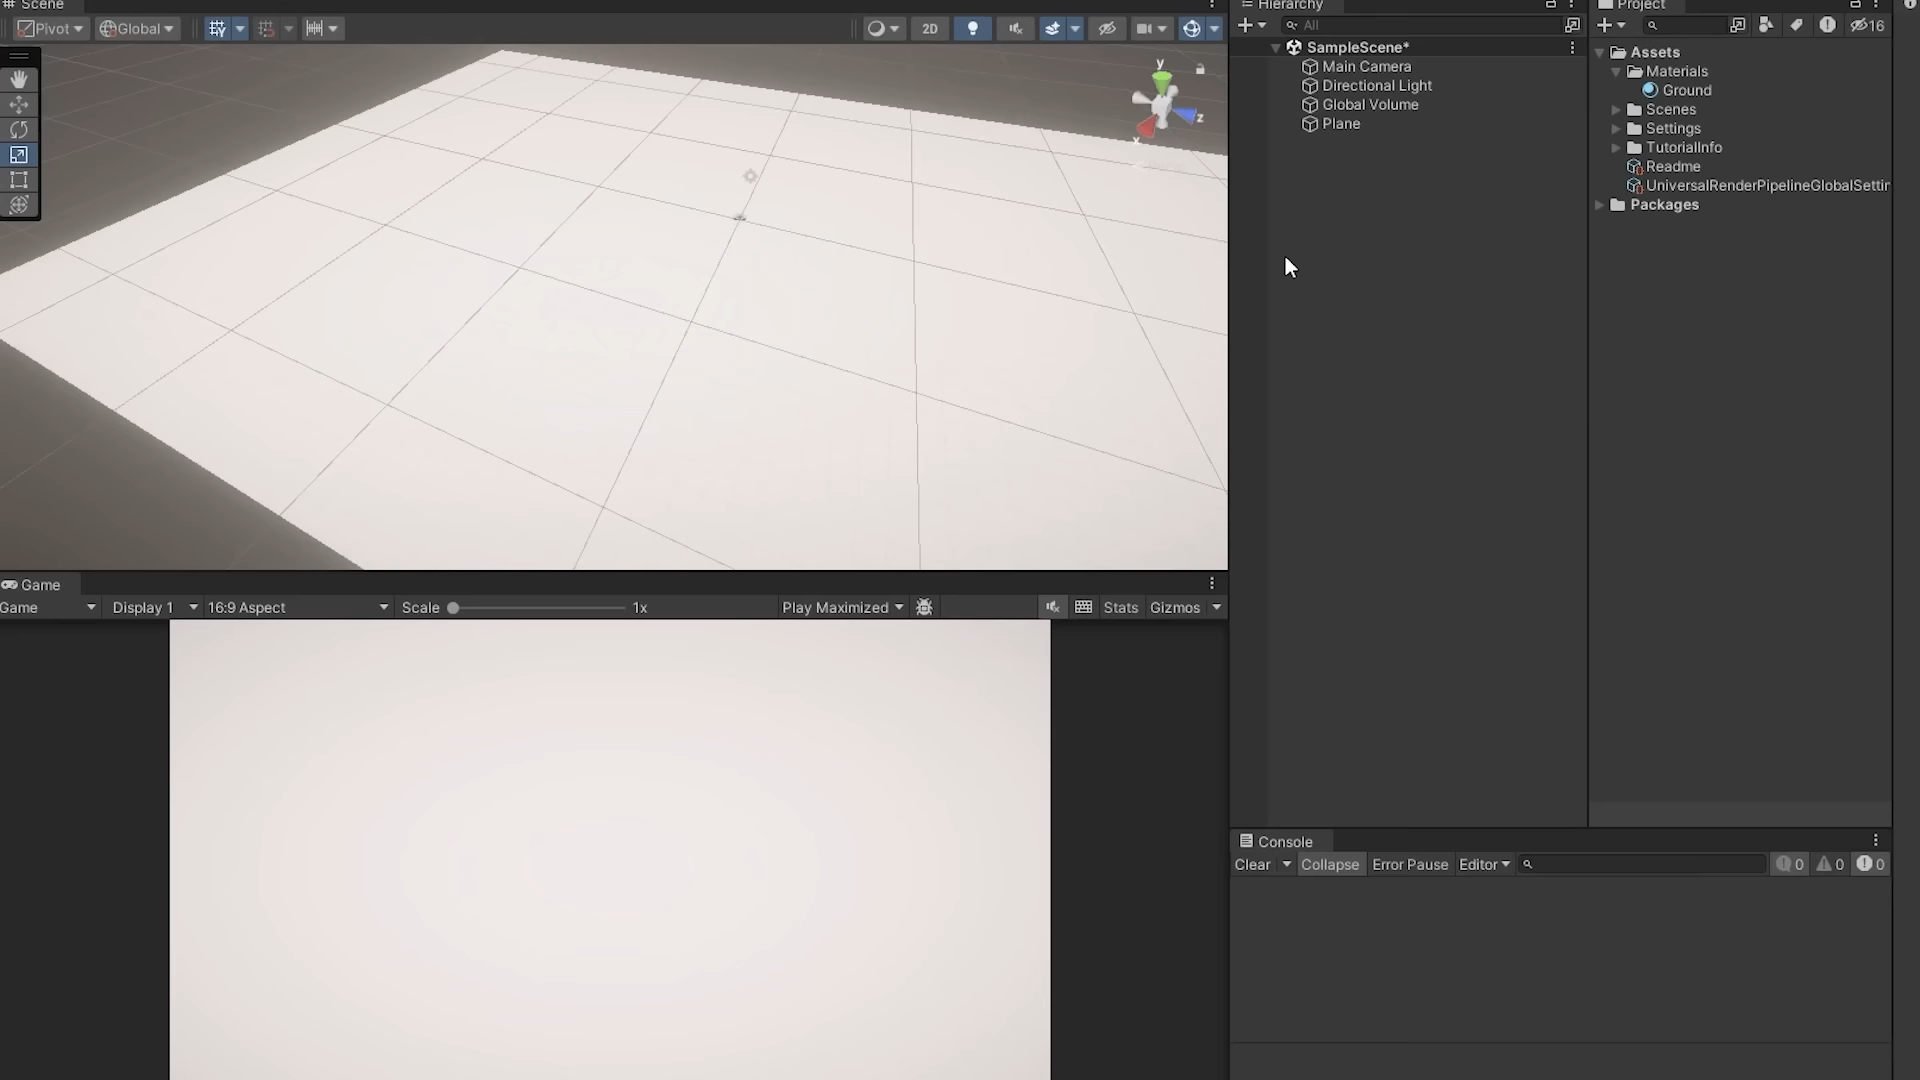 Scene
Pivot
Global
2D
y
z
x
Game
Game
Display 1
16:9 Aspect
Scale
1x
Play Maximized
Stats
Gizmos
Hierarchy
All
SampleScene*
Main Camera
Directional Light
Global Volume
Plane
Project
16
Assets
Materials
Ground
Scenes
Settings
TutorialInfo
Readme
UniversalRenderPipelineGlobalSettin
Packages
Console
Clear
Collapse
Error Pause
Editor
0
0
0